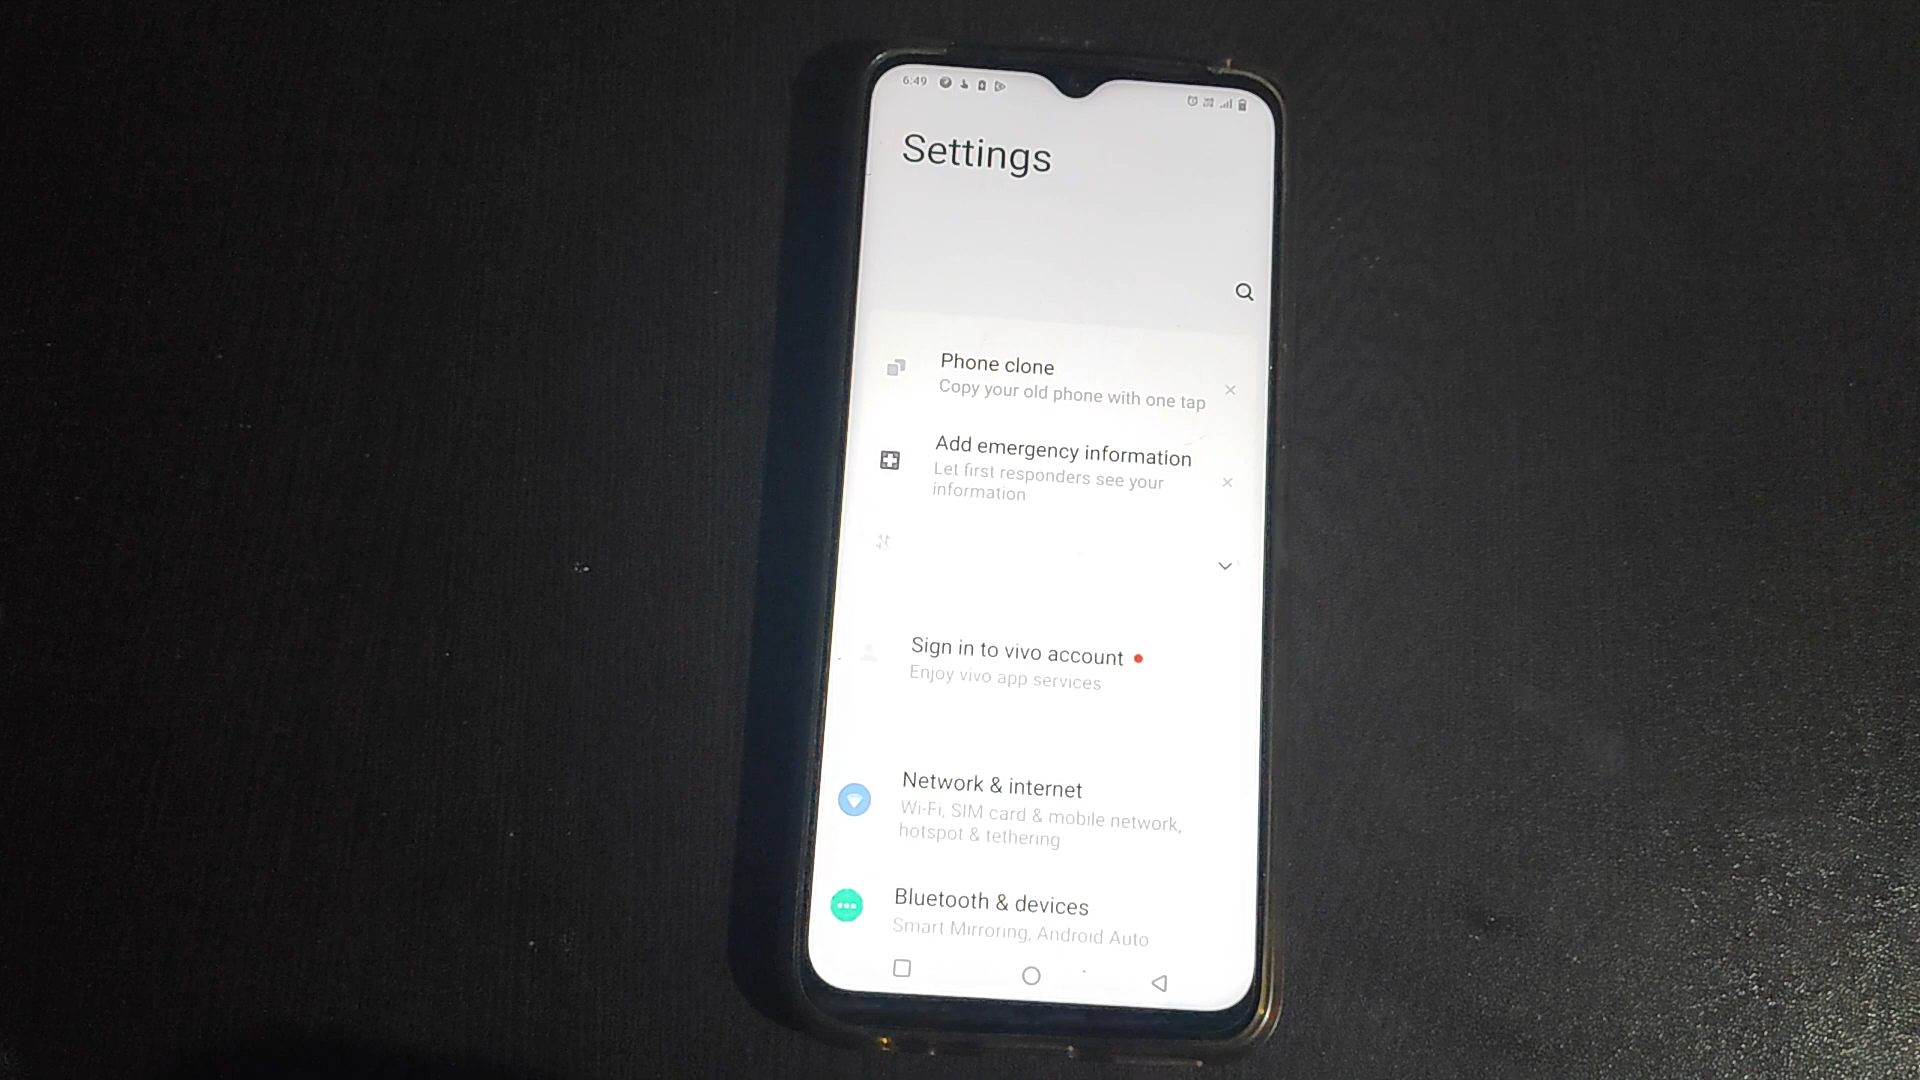 6:49
Settings
Phone clone
Copy your old phone with one tap
Add emergency information
Let first responders see your
information
Sign in to vivo account
Enjoy vivo app services
Network & internet
Wi-Fi, SIM card & mobile network,
hotspot & tethering
Bluetooth & devices
Smart Mirroring, Android Auto